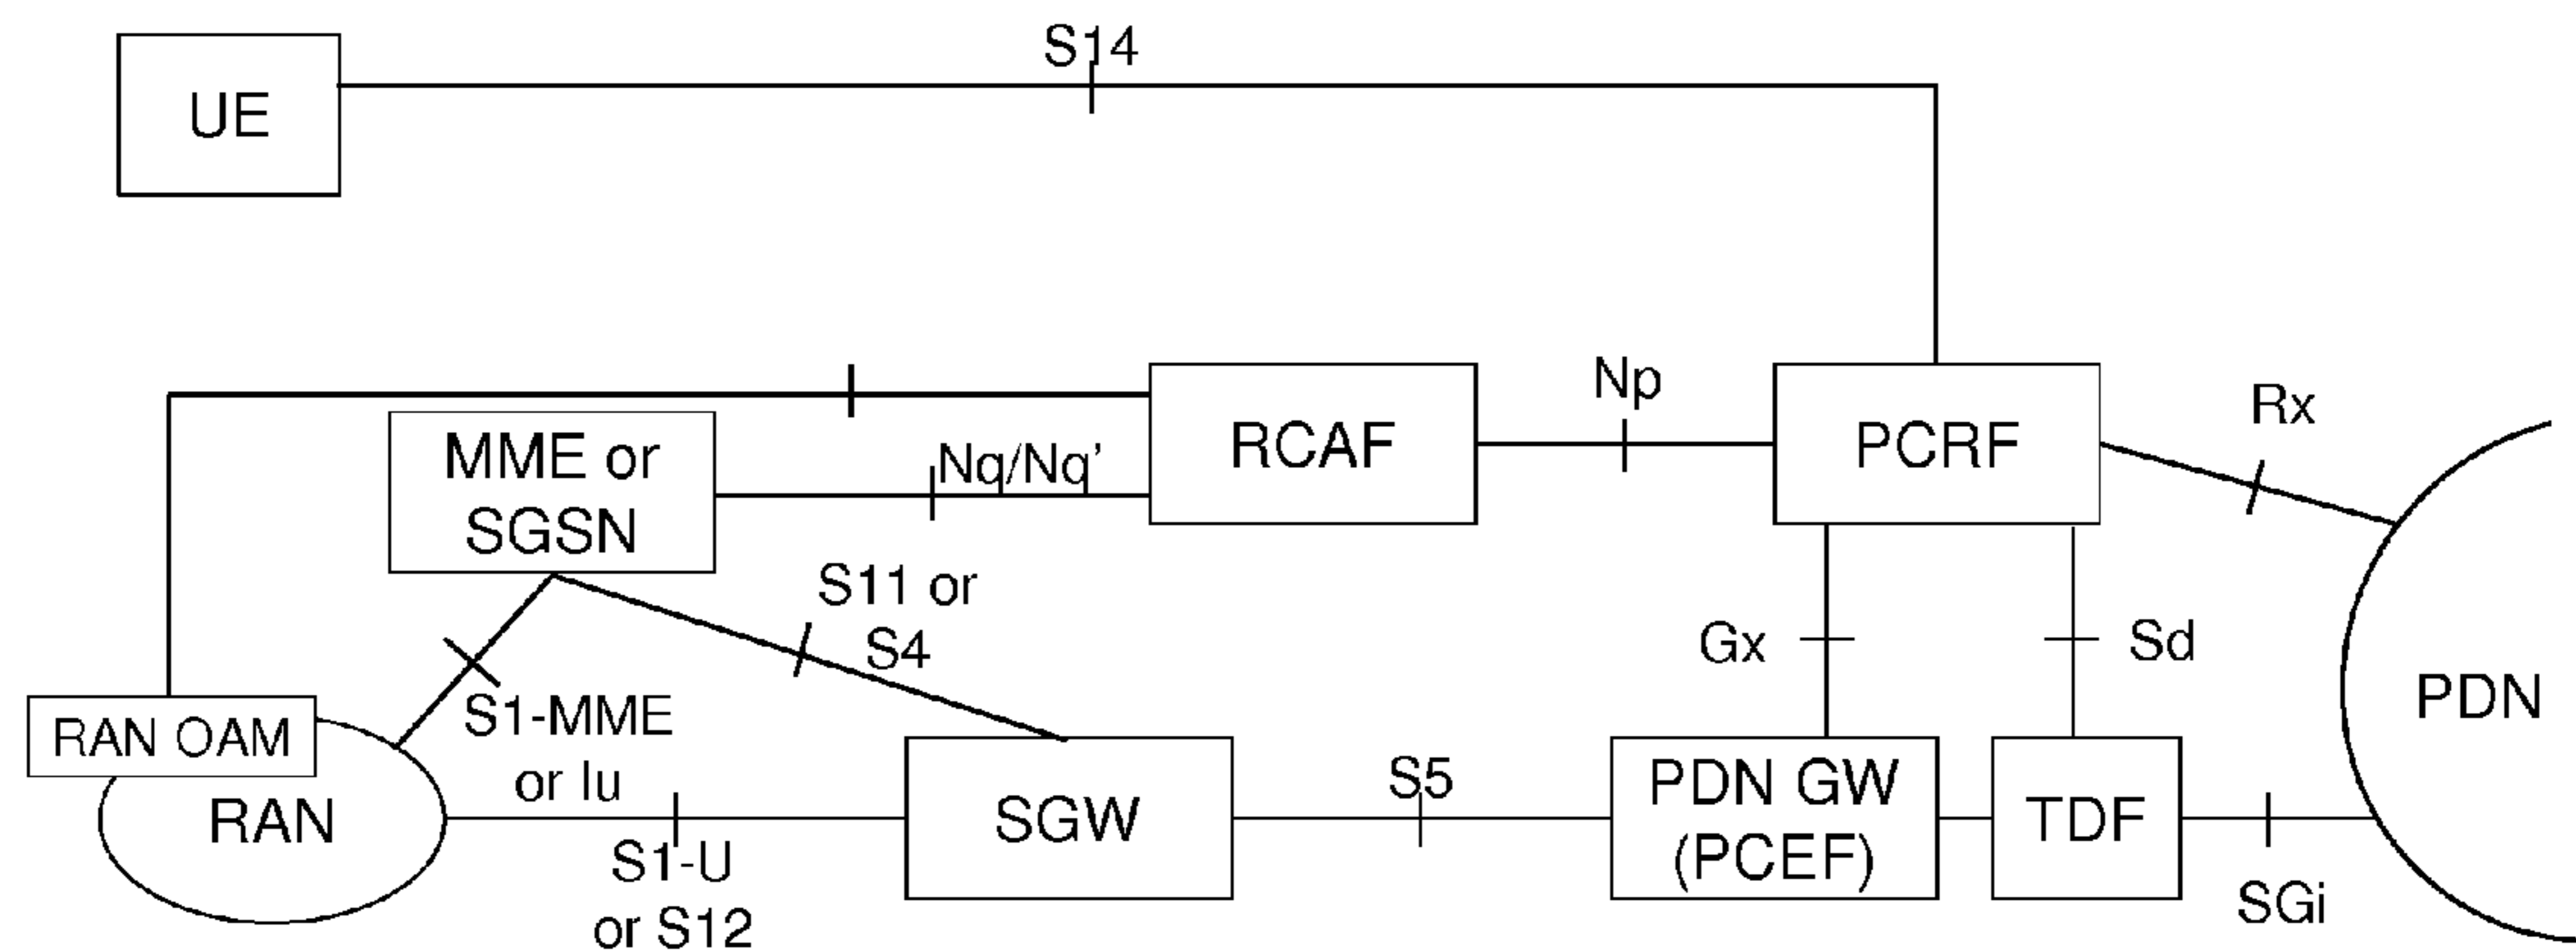 S14
UE
Np
Rx
MME or
SGSN
Nq/Nq'
RCAF
PCRF
S11 or
S4
Gx
Sd
PDN
S1-MME
or Iu
RAN OAM
RAN
S1-U
or S12
SGW
S5
PDN GW
(PCEF)
TDF
SGi